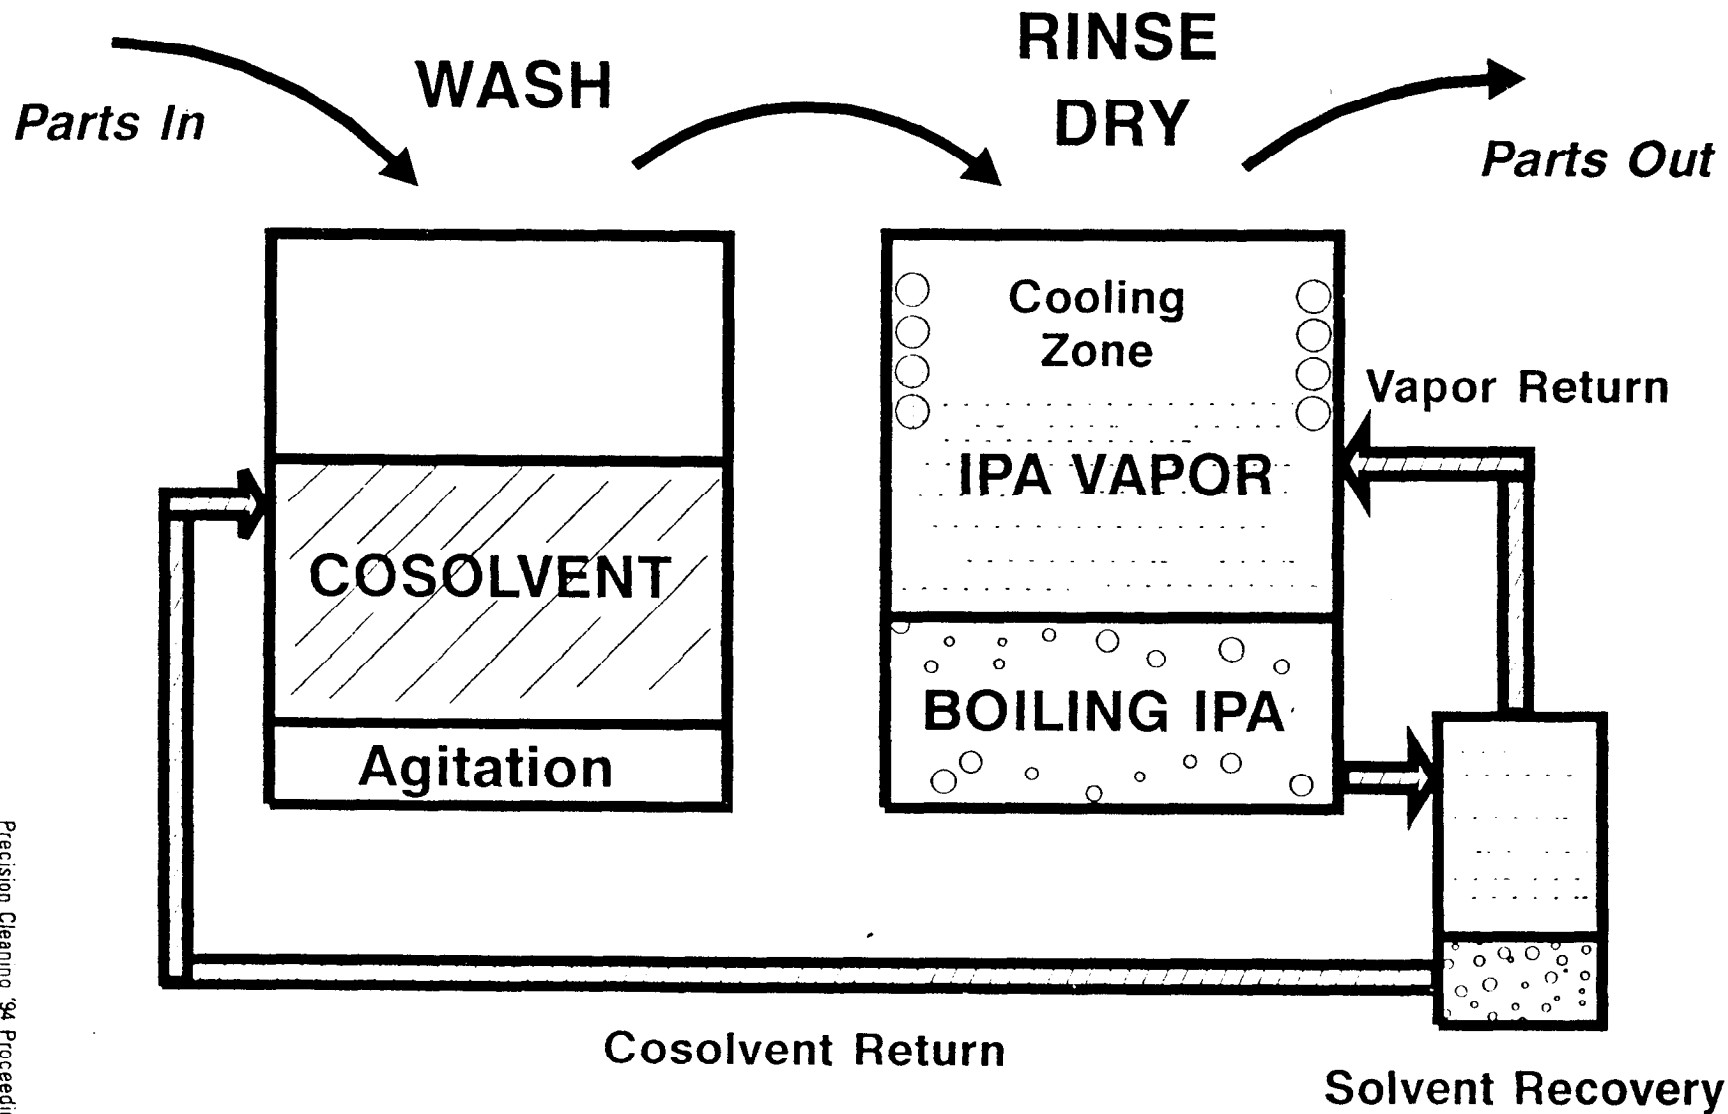 RINSE
DRY
WASH
Parts In
Parts Out
Cooling
Zone
Vapor Return
IPA VAPOR
COSOLVENT
BOILING IPA
Agitation
Cosolvent Return
Solvent Recovery
Precision Cleaning '94